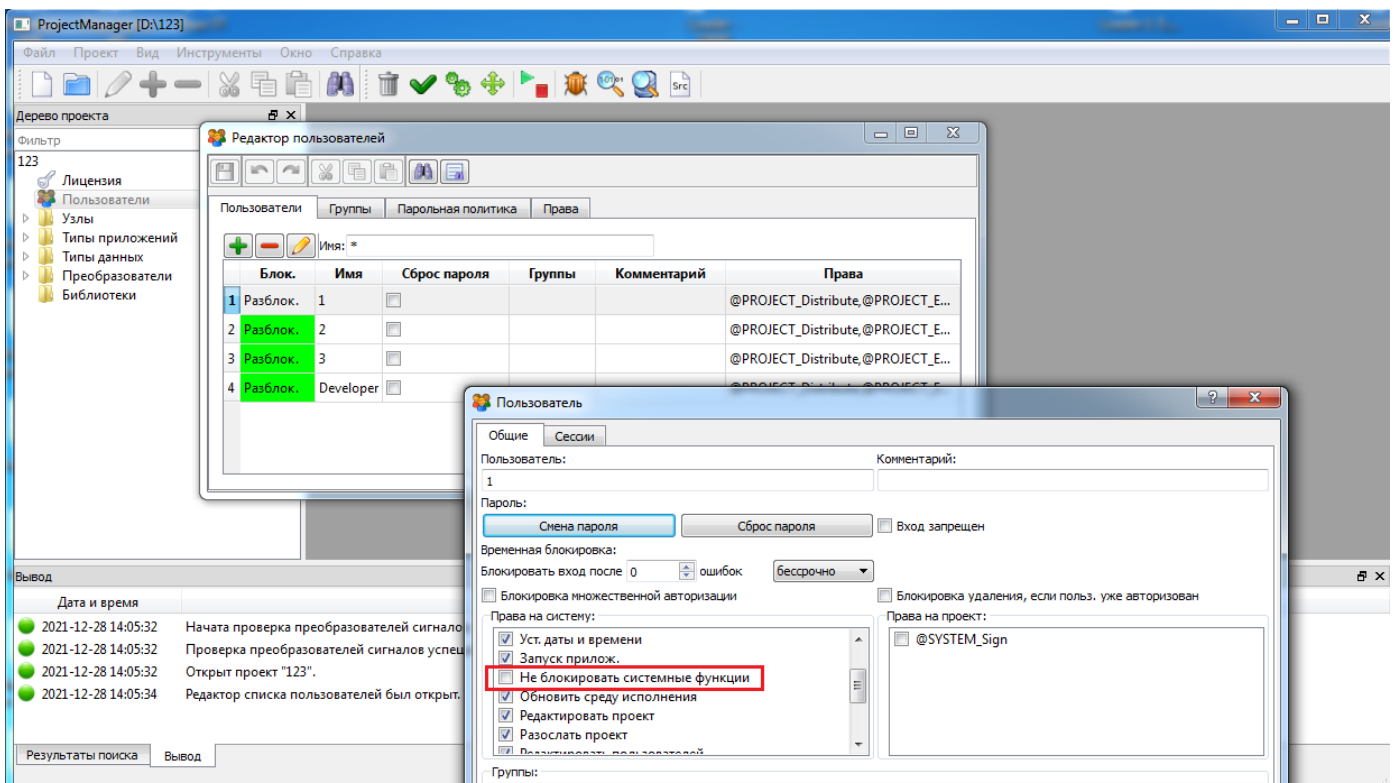 ProjectManager [D:\123]
Файл Проект Вид Инструменты Окно Справка
Src
Дерево проекта
Фильтр
123
Лицензия
Пользователи
Узлы
Типы приложений
Типы данных
Преобразователи
Библиотеки
Редактор пользователей
Пользователи Группы Парольная политика Права
Имя: *
Блок. Имя Сброс пароля Группы Комментарий Права
1 Разблок. 1 @PROJECT_Distribute,@PROJECT_E...
2 Разблок. 2 @PROJECT_Distribute,@PROJECT_E...
3 Разблок. 3 @PROJECT_Distribute,@PROJECT_E...
4 Разблок. Developer
Пользователь
Общие Сессии
Пользователь: Комментарий:
1
Пароль:
Смена пароля Сброс пароля Вход запрещен
Временная блокировка:
Блокировать вход после 0 ошибок бессрочно
Блокировка множественной авторизации Блокировка удаления, если польз. уже авторизован
Права на систему: Права на проект:
Уст. даты и времени @SYSTEM_Sign
Запуск прилож.
Не блокировать системные функции
Обновить среду исполнения
Редактировать проект
Разослать проект
Редактировать пользователей
Группы:
Вывод
Дата и время
2021-12-28 14:05:32 Начата проверка преобразователей сигнало
2021-12-28 14:05:32 Проверка преобразователей сигналов успеш
2021-12-28 14:05:32 Открыт проект "123".
2021-12-28 14:05:34 Редактор списка пользователей был открыт.
Результаты поиска Вывод